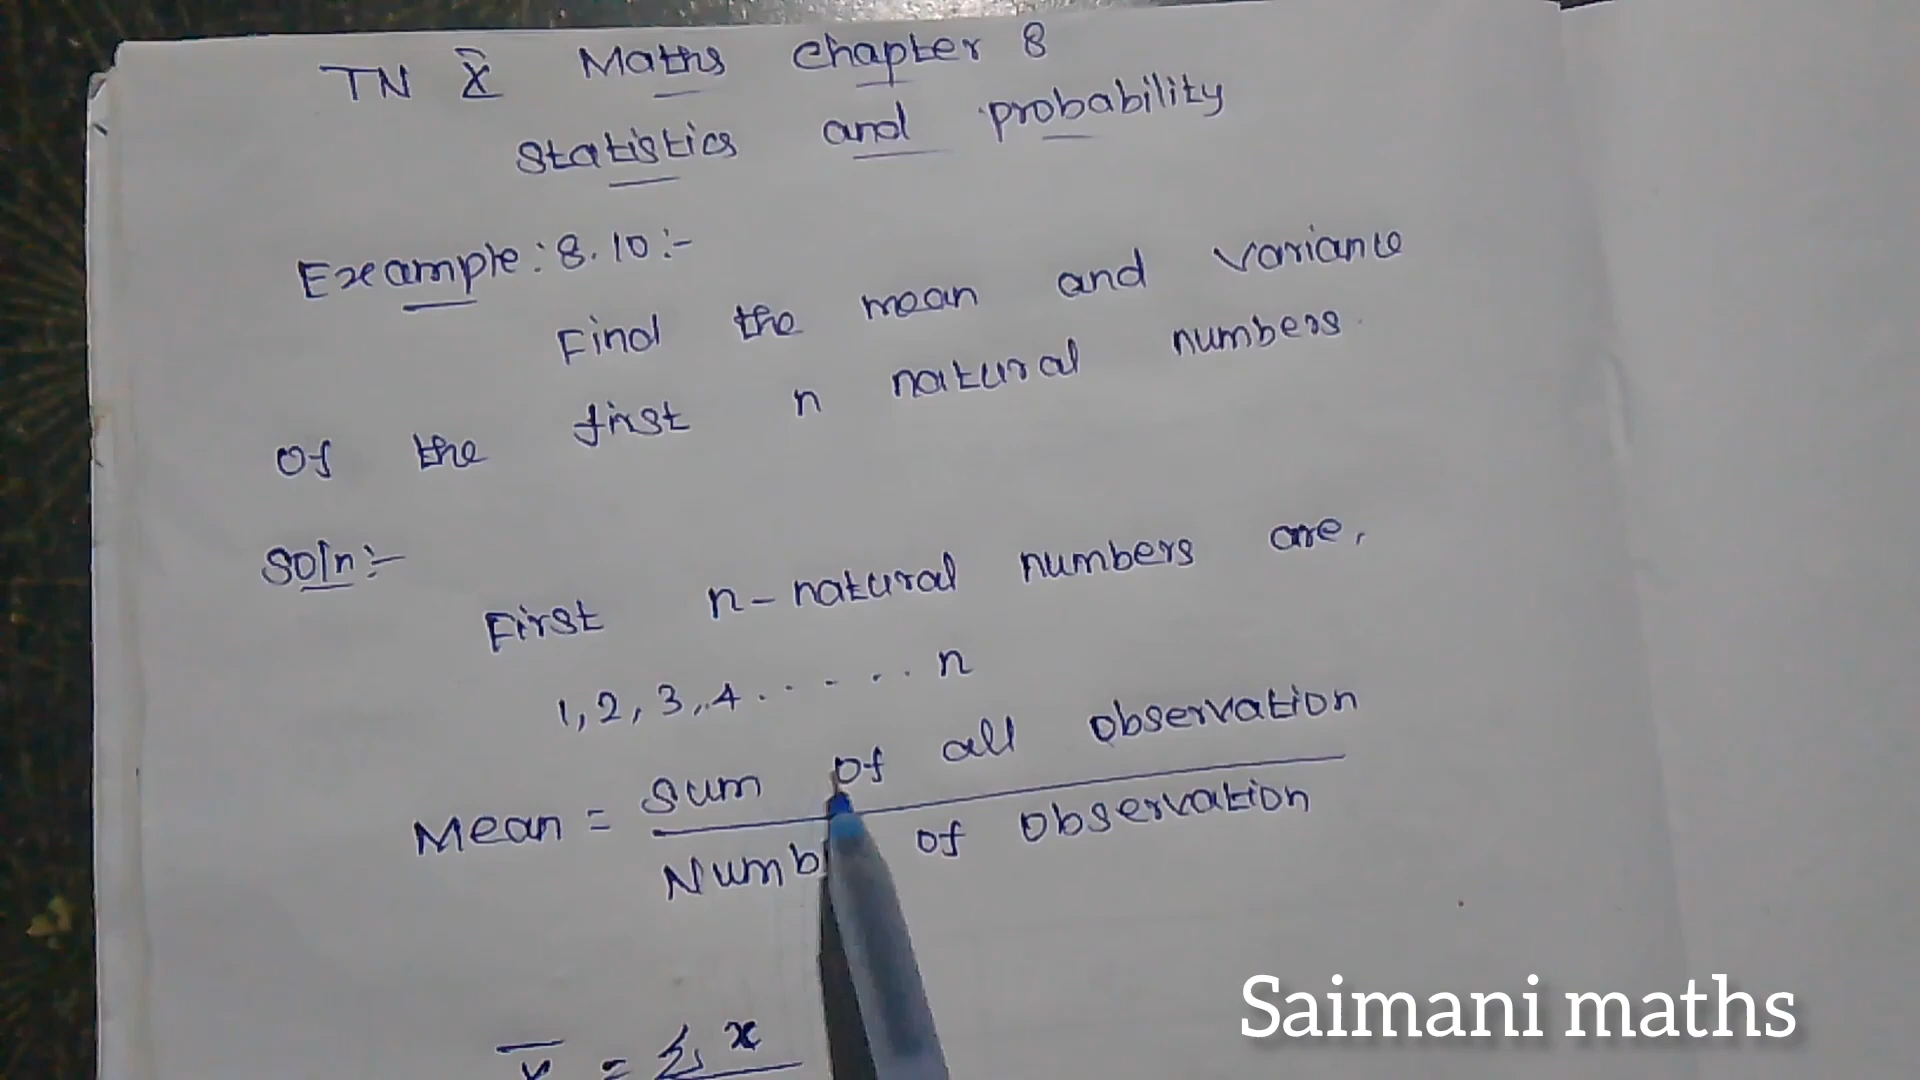 TN X Maths Chapter 8
Statistics and probability
Example: 8.10:-
Find the mean and variance
of the first n natural numbers.
Soln:-
First n-natural numbers are,
1, 2, 3, 4 ...... n
Mean = Sum of all observation
Numb of observation
= Σ x
Saimani maths